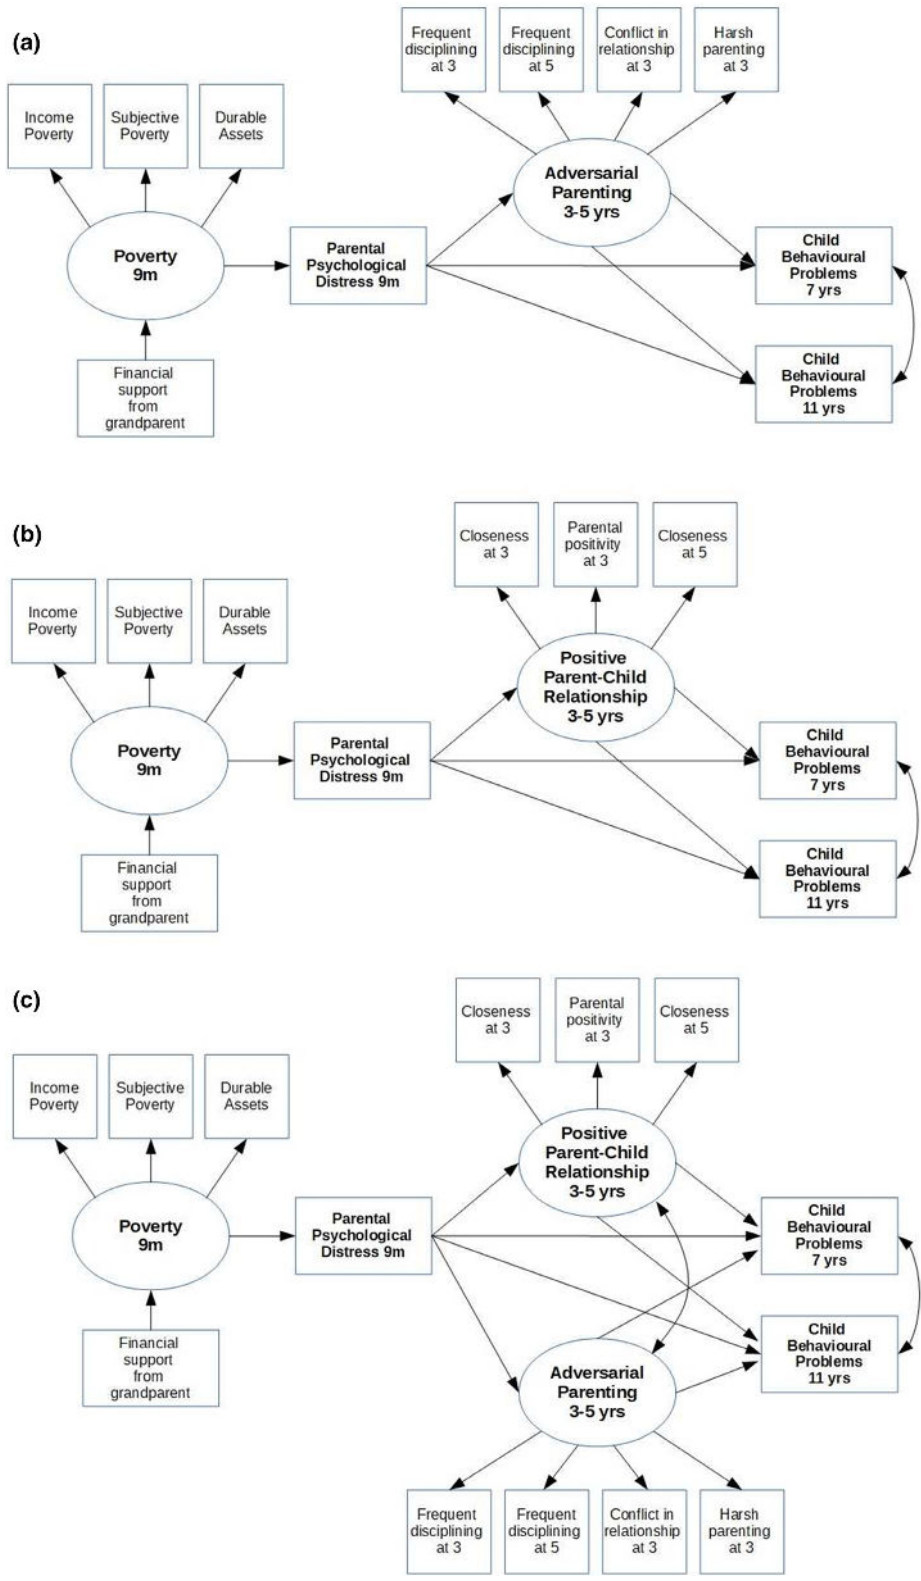 (a)
Frequent
disciplining
at 3
Frequent
disciplining
at 5
Conflict in
relationship
at 3
Harsh
parenting
at 3
Income
Poverty
Subjective
Poverty
Durable
Assets
Adversarial
Parenting
3-5 yrs
Poverty
9m
Parental
Psychological
Distress 9m
Child
Behavioural
Problems
7 yrs
Financial
support
from
grandparent
Child
Behavioural
Problems
11 yrs
(b)
Closeness
at 3
Parental
positivity
at 3
Closeness
at 5
Income
Poverty
Subjective
Poverty
Durable
Assets
Positive
Parent-Child
Relationship
3-5 yrs
Poverty
9m
Parental
Psychological
Distress 9m
Child
Behavioural
Problems
7 yrs
Financial
support
from
grandparent
Child
Behavioural
Problems
11 yrs
(c)
Closeness
at 3
Parental
positivity
at 3
Closeness
at 5
Income
Poverty
Subjective
Poverty
Durable
Assets
Positive
Parent-Child
Relationship
3-5 yrs
Poverty
9m
Parental
Psychological
Distress 9m
Child
Behavioural
Problems
7 yrs
Financial
support
from
grandparent
Child
Behavioural
Problems
11 yrs
Adversarial
Parenting
3-5 yrs
Frequent
disciplining
at 3
Frequent
disciplining
at 5
Conflict in
relationship
at 3
Harsh
parenting
at 3